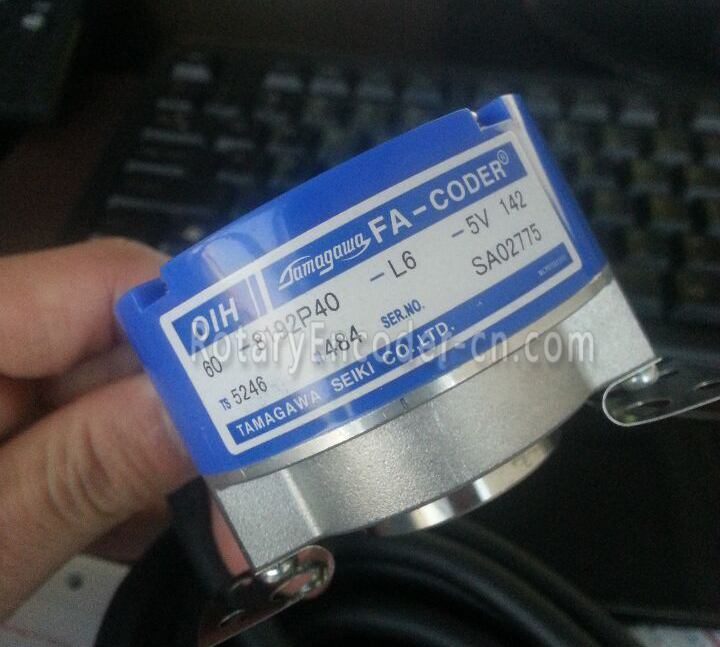 OIH Tamagawa FA-CODER®
60 - 8192P40 -L6 -5V 142
TS 5246 484 SER.NO. SA02775
TAMAGAWA SEIKI CO.LTD.
RotaryEncoder-cn.com